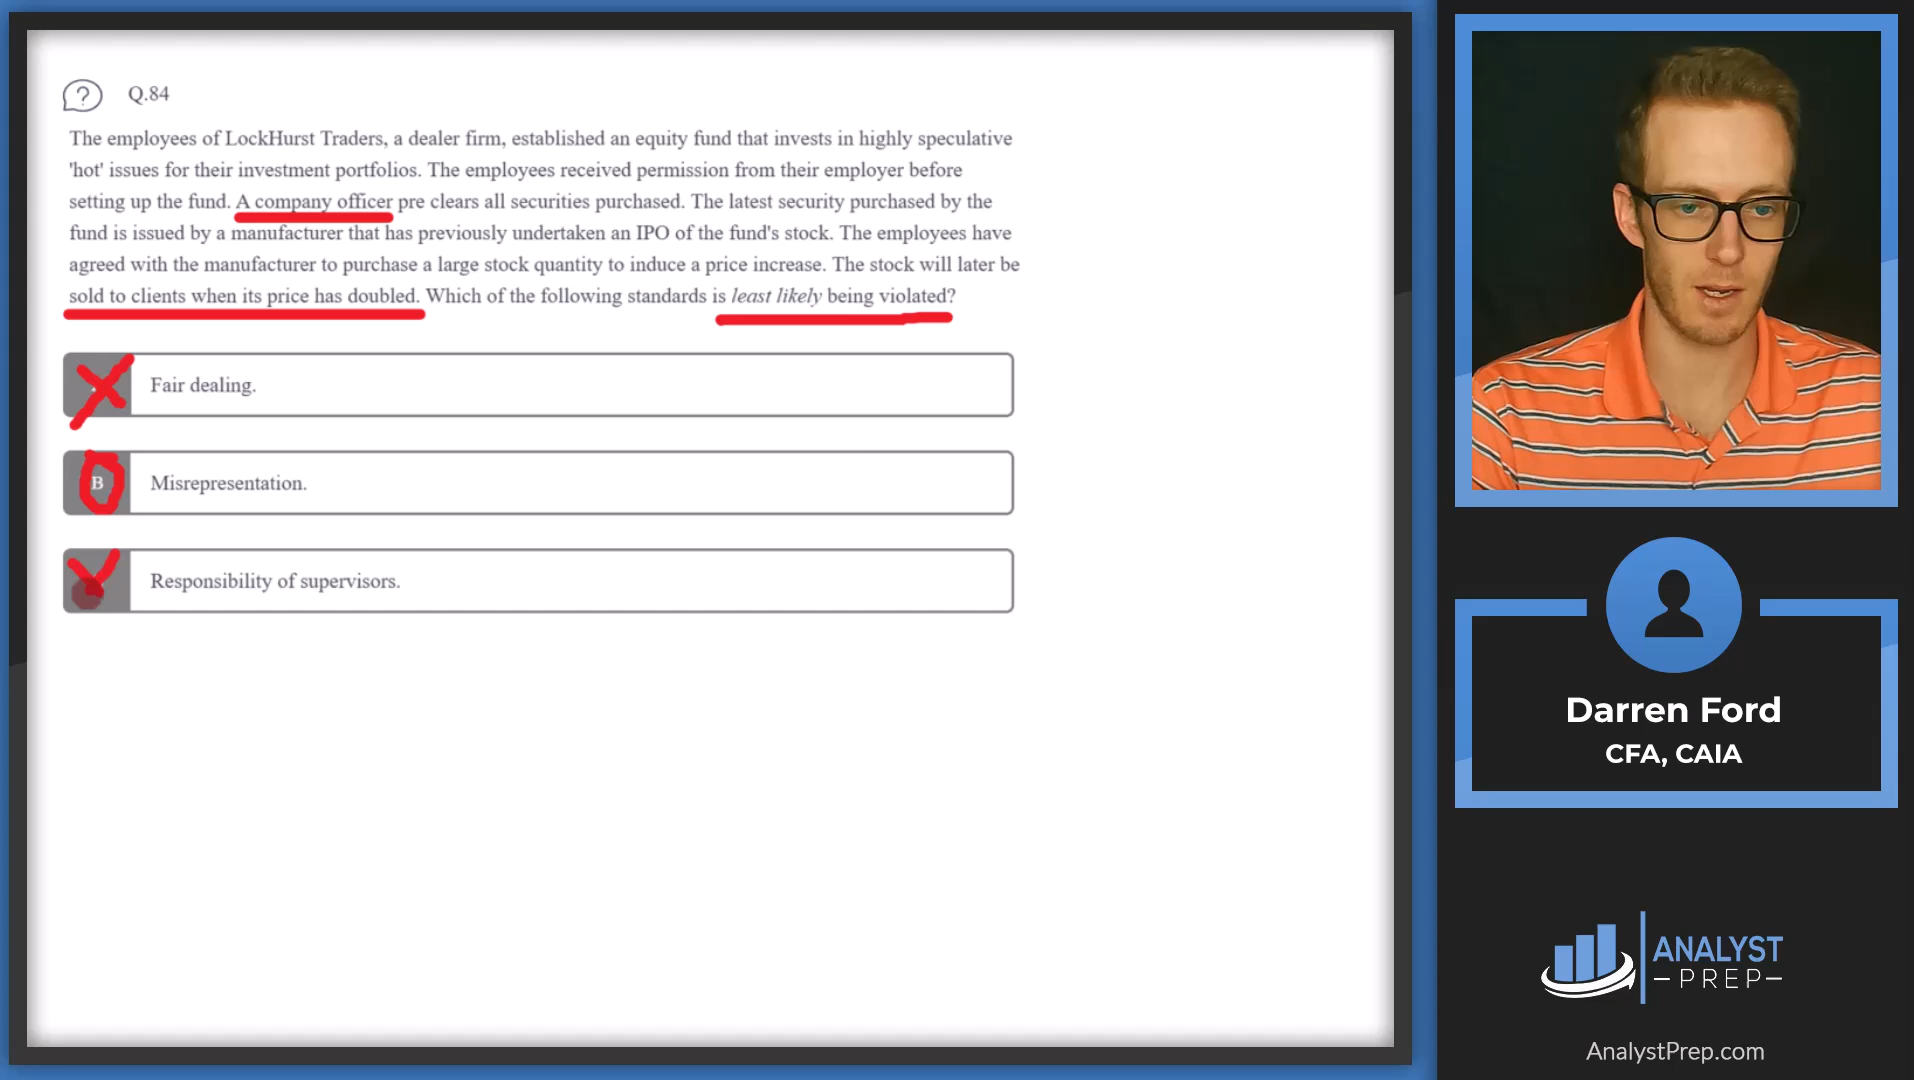 Q.84
The employees of LockHurst Traders, a dealer firm, established an equity fund that invests in highly speculative
'hot' issues for their investment portfolios. The employees received permission from their employer before
setting up the fund. A company officer pre clears all securities purchased. The latest security purchased by the
fund is issued by a manufacturer that has previously undertaken an IPO of the fund's stock. The employees have
agreed with the manufacturer to purchase a large stock quantity to induce a price increase. The stock will later be
sold to clients when its price has doubled. Which of the following standards is least likely being violated?
Fair dealing.
B Misrepresentation.
Responsibility of supervisors.
Darren Ford
CFA, CAIA
ANALYST
PREP
AnalystPrep.com